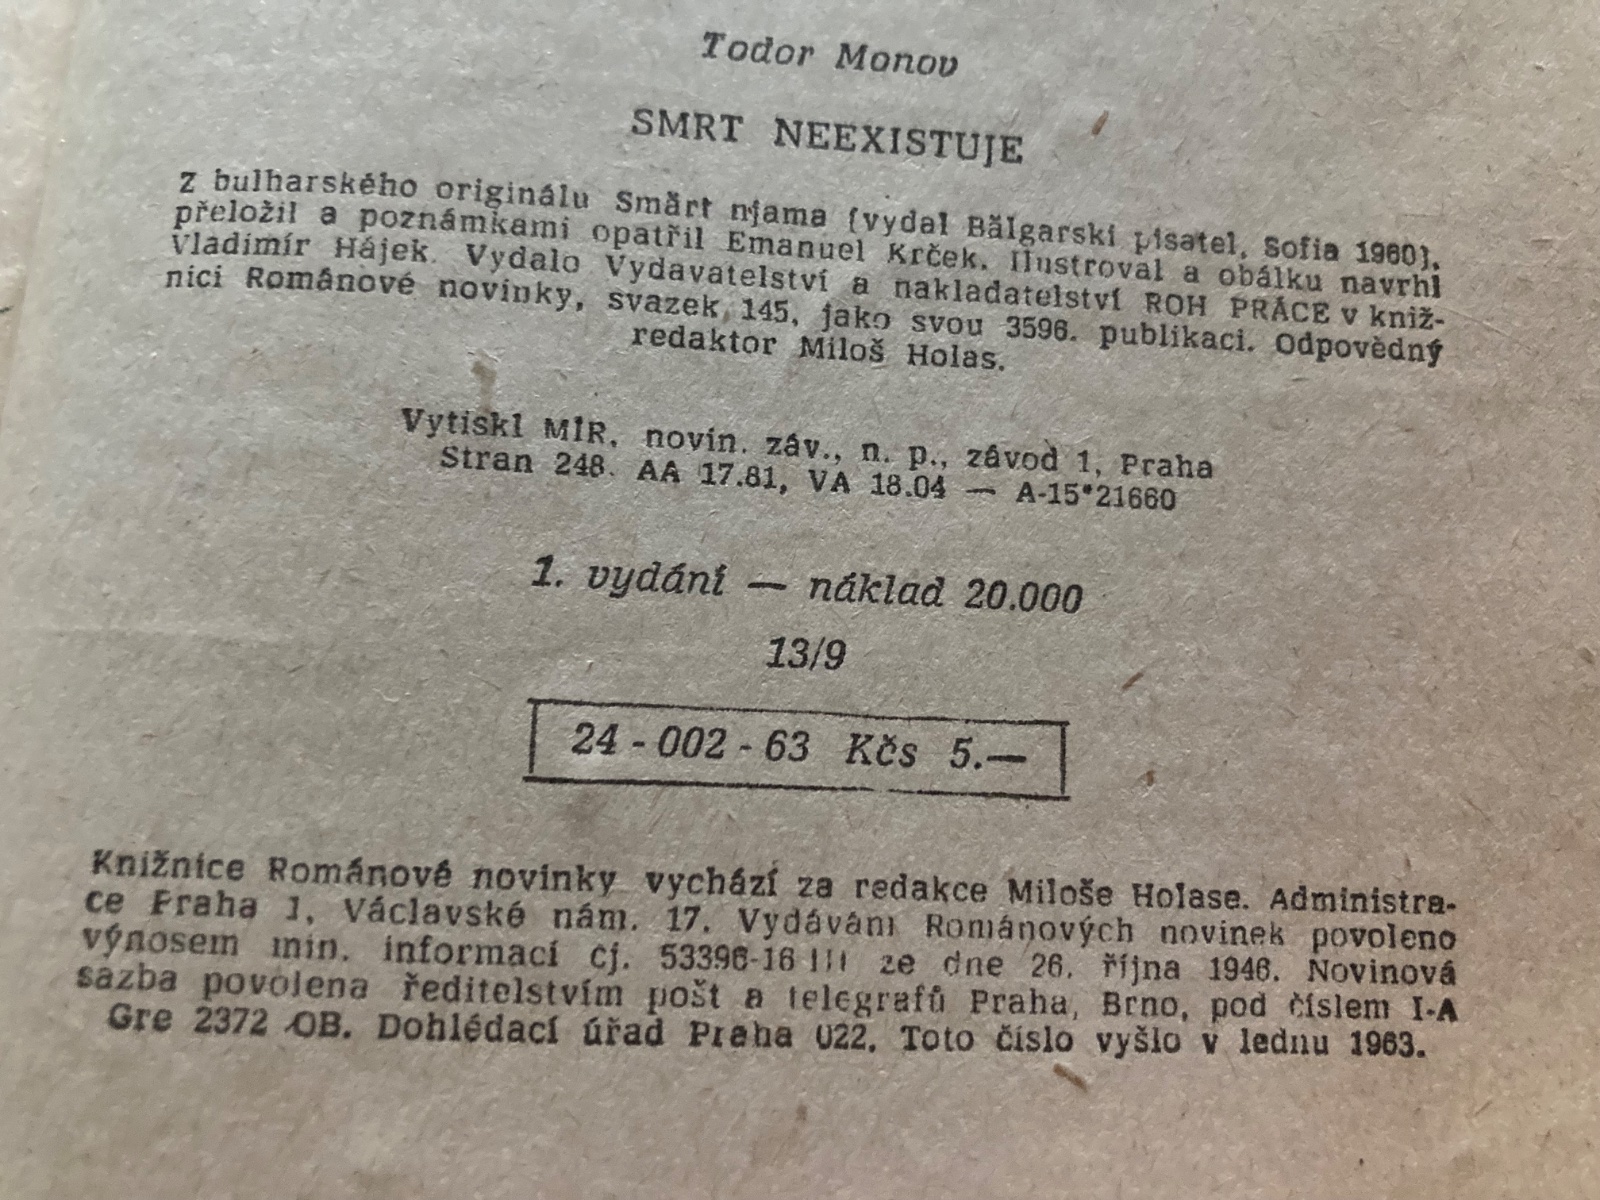 Todor Monov
SMRT NEEXISTUJE
z bulharského originálu Smărt njama (vydal Bălgarski pisatel, Sofia 1960),
přeložil a poznámkami opatřil Emanuel Krček. Ilustroval a obálku navrhl
Vladimír Hájek. Vydalo Vydavatelství a nakladatelství ROH PRÁCE v kniž-
nici Románové novinky, svazek 145, jako svou 3596. publikaci. Odpovědný
redaktor Miloš Holas.
Vytiskl MÍR, novin. záv., n. p., závod 1, Praha
Stran 248. AA 17.81, VA 18.04 — A-15*21660
1. vydání — náklad 20.000
13/9
24 - 002 - 63 Kčs 5.—
Knižnice Románové novinky vychází za redakce Miloše Holase. Administra-
ce Praha 1, Václavské nám. 17. Vydávání Románových novinek povoleno
výnosem min. informací čj. 53396-16 III ze dne 26. října 1946. Novinová
sazba povolena ředitelstvím pošt a telegrafů Praha, Brno, pod číslem I-A
Gre 2372 OB. Dohlédací úřad Praha 022. Toto číslo vyšlo v lednu 1963.